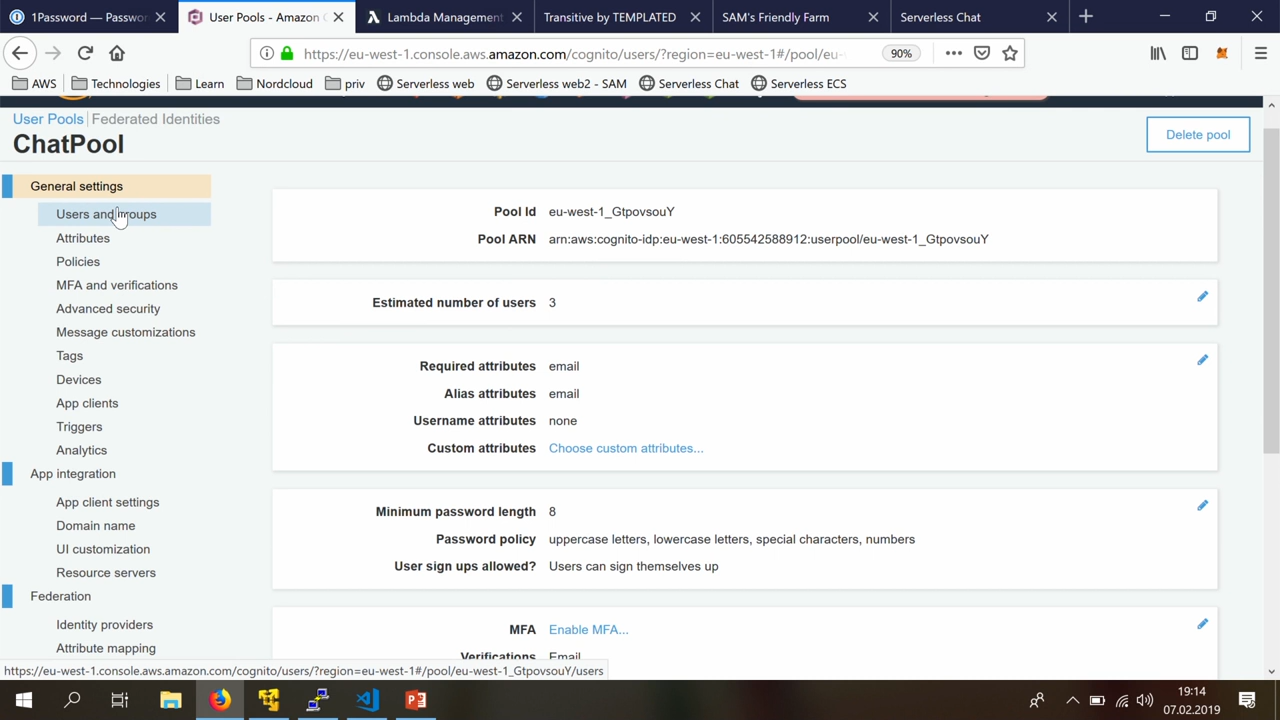 1Password — Passwo
User Pools - Amazon C
Lambda Management
Transitive by TEMPLATED
SAM's Friendly Farm
Serverless Chat
https://eu-west-1.console.aws.amazon.com/cognito/users/?region=eu-west-1#/pool/eu-
90%
AWS
Technologies
Learn
Nordcloud
priv
Serverless web
Serverless web2 - SAM
Serverless Chat
Serverless ECS
User Pools
Federated Identities
ChatPool
Delete pool
General settings
Users and groups
Attributes
Policies
MFA and verifications
Advanced security
Message customizations
Tags
Devices
App clients
Triggers
Analytics
App integration
App client settings
Domain name
UI customization
Resource servers
Federation
Identity providers
Attribute mapping
Pool Id eu-west-1_GtpovsouY
Pool ARN arn:aws:cognito-idp:eu-west-1:605542588912:userpool/eu-west-1_GtpovsouY
Estimated number of users 3
Required attributes email
Alias attributes email
Username attributes none
Custom attributes Choose custom attributes...
Minimum password length 8
Password policy uppercase letters, lowercase letters, special characters, numbers
User sign ups allowed? Users can sign themselves up
MFA Enable MFA...
Verifications Email
https://eu-west-1.console.aws.amazon.com/cognito/users/?region=eu-west-1#/pool/eu-west-1_GtpovsouY/users
19:14
07.02.2019